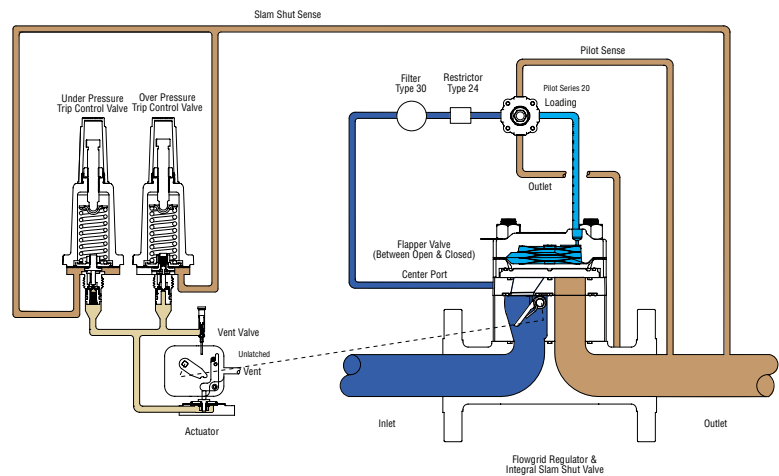 Slam Shut Sense
Pilot Sense
Filter
Type 30
Restrictor
Type 24
Pilot Series 20
Loading
Under Pressure
Trip Control Valve
Over Pressure
Trip Control Valve
Outlet
Flapper Valve
(Between Open & Closed)
Center Port
Vent Valve
Unlatched
Vent
Actuator
Inlet
Outlet
Flowgrid Regulator &
Integral Slam Shut Valve